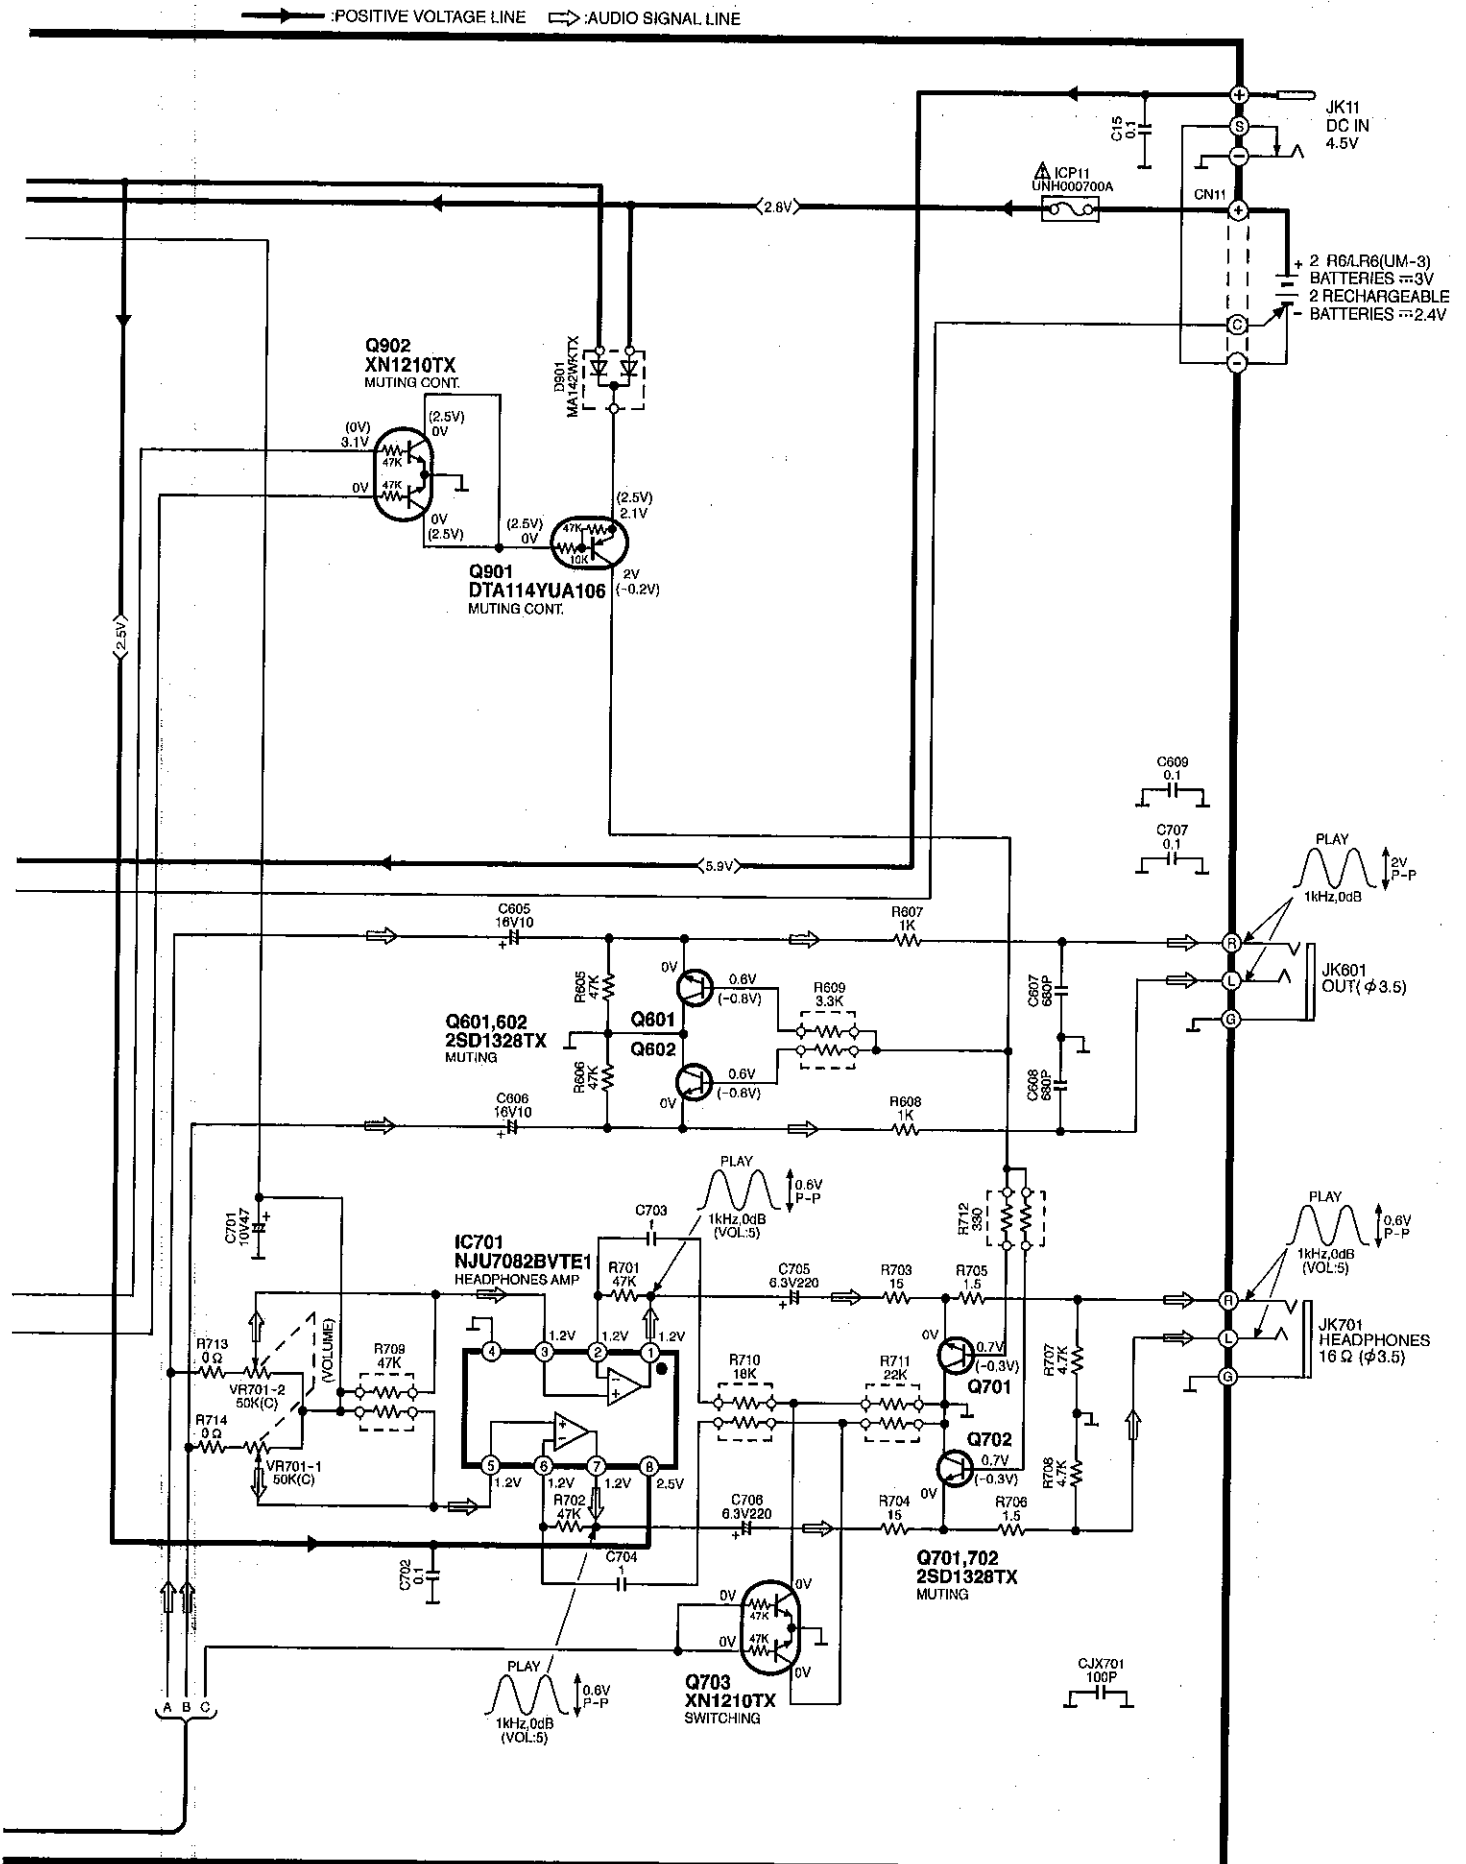 :POSITIVE VOLTAGE LINE :AUDIO SIGNAL LINE
+
S
−
JK11
DC IN
4.5V
C15
0.1
ICP11
UNH000700A
CN11
+
2.8V
+ 2 R6/LR6(UM-3)
BATTERIES ⎓3V
2 RECHARGEABLE
− BATTERIES ⎓2.4V
C
−
Q902
XN1210TX
MUTING CONT.
D901
MA142WKTX
(2.5V)
0V
(0V)
3.1V
47K
47K
0V
0V
(2.5V)
(2.5V)
0V
(2.5V)
2.1V
47K
10K
Q901
DTA114YUA106
MUTING CONT.
2V
(−0.2V)
2.5V
C609
0.1
C707
0.1
PLAY
2V
P-P
1kHz,0dB
5.9V
C605
16V10
+
R607
1K
R
L
G
JK601
OUT(φ3.5)
R605
47K
0V
0.6V
(−0.8V)
R609
3.3K
C607
680P
Q601,602
2SD1328TX
MUTING
Q601
Q602
R606
47K
0.6V
(−0.8V)
0V
C608
680P
C606
16V10
+
R608
1K
PLAY
0.6V
P-P
1kHz,0dB
(VOL:5)
R712
330
PLAY
0.6V
P-P
1kHz,0dB
(VOL:5)
C701
10V47
+
C703
1
IC701
NJU7082BVTE1
HEADPHONES AMP
R701
47K
C705
6.3V220
+
R703
15
R705
1.5
R
L
G
JK701
HEADPHONES
16Ω (φ3.5)
R713
0Ω
VR701-2
50K(C)
(VOLUME)
R709
47K
1.2V
1.2V
1.2V
4
3
2
1
−
+
R710
18K
R711
22K
0V
0.7V
(−0.3V)
Q701
R707
4.7K
R714
0Ω
VR701-1
50K(C)
+
−
5
6
7
8
1.2V
1.2V
1.2V
2.5V
Q702
0.7V
(−0.3V)
0V
R708
4.7K
R702
47K
C706
6.3V220
+
R704
15
R706
1.5
C702
0.1
C704
1
Q701,702
2SD1328TX
MUTING
0V
0V
47K
47K
0V
0V
PLAY
0.6V
P-P
1kHz,0dB
(VOL:5)
Q703
XN1210TX
SWITCHING
CJX701
100P
A B C